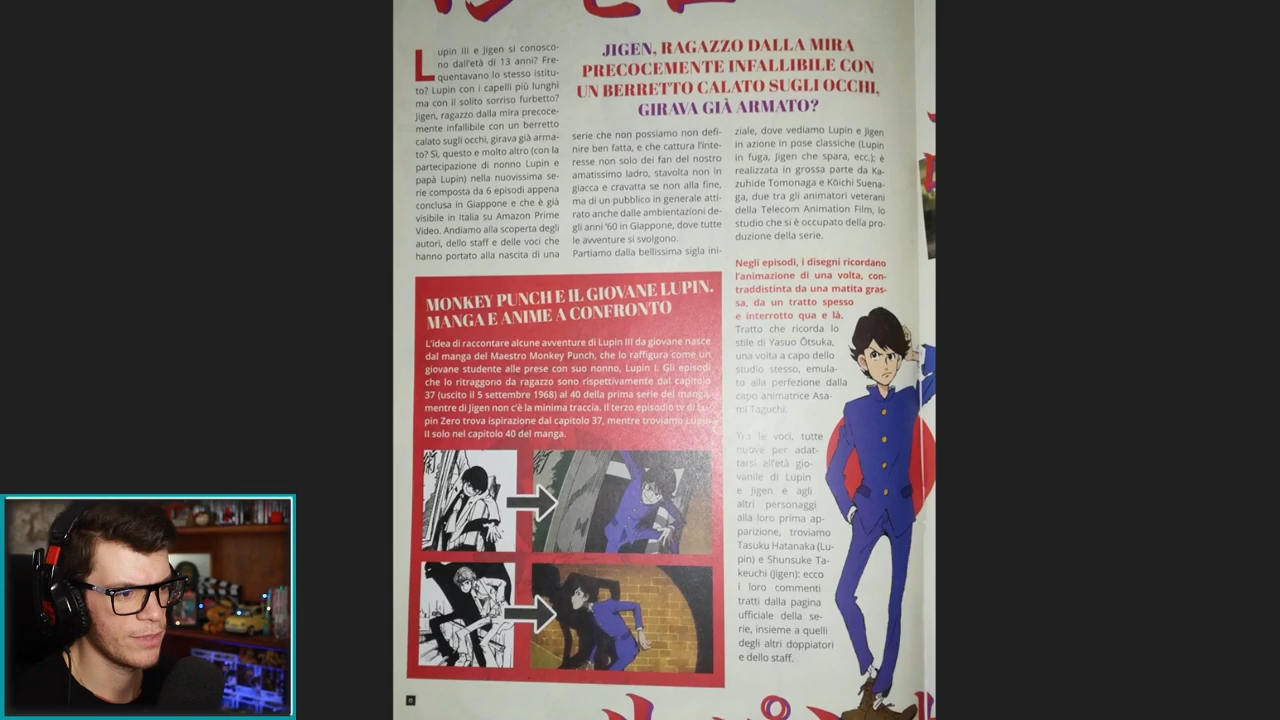 JIGEN, RAGAZZO DALLA MIRA
PRECOCEMENTE INFALLIBILE CON
UN BERRETTO CALATO SUGLI OCCHI,
GIRAVA GIÀ ARMATO?
Lupin III e Jigen si conosco-
no dall'età di 13 anni? Fre-
quentavano lo stesso istitu-
to? Lupin con i capelli più lunghi
ma con il solito sorriso furbetto?
Jigen, ragazzo dalla mira precoce-
mente infallibile con un berretto
calato sugli occhi, girava già arma-
to? Sì, questo e molto altro (con la
partecipazione di nonno Lupin e
papà Lupin) nella nuovissima se-
rie composta da 6 episodi appena
conclusa in Giappone e che è già
visibile in Italia su Amazon Prime
Video. Andiamo alla scoperta degli
autori, dello staff e delle voci che
hanno portato alla nascita di una
serie che non possiamo non defi-
nire ben fatta, e che cattura l'inte-
resse non solo dei fan del nostro
amatissimo ladro, stavolta non in
giacca e cravatta se non alla fine,
ma di un pubblico in generale atti-
rato anche dalle ambientazioni de-
gli anni '60 in Giappone, dove tutte
le avventure si svolgono.
Partiamo dalla bellissima sigla ini-
ziale, dove vediamo Lupin e Jigen
in azione in pose classiche (Lupin
in fuga, Jigen che spara, ecc.); è
realizzata in grossa parte da Ka-
zuhide Tomonaga e Kōichi Suena-
ga, due tra gli animatori veterani
della Telecom Animation Film, lo
studio che si è occupato della pro-
duzione della serie.
Negli episodi, i disegni ricordano
l'animazione di una volta, con-
traddistinta da una matita gras-
sa, da un tratto spesso
e interrotto qua e là.
Tratto che ricorda lo
stile di Yasuo Ōtsuka,
una volta a capo dello
studio stesso, emula-
to alla perfezione dalla
capo animatrice Asa-
mi Taguchi.
Tra le voci, tutte
nuove per adat-
tarsi all'età gio-
vanile di Lupin
e Jigen e agli
altri personaggi
alla loro prima ap-
parizione, troviamo
Tasuku Hatanaka (Lu-
pin) e Shunsuke Ta-
keuchi (Jigen): ecco
i loro commenti
tratti dalla pagina
ufficiale della se-
rie, insieme a quelli
degli altri doppiatori
e dello staff.
MONKEY PUNCH E IL GIOVANE LUPIN.
MANGA E ANIME A CONFRONTO
L'idea di raccontare alcune avventure di Lupin III da giovane nasce
dal manga del Maestro Monkey Punch, che lo raffigura come un
giovane studente alle prese con suo nonno, Lupin I. Gli episodi
che lo ritraggono da ragazzo sono rispettivamente dal capitolo
37 (uscito il 5 settembre 1968) al 40 della prima serie del manga,
mentre di Jigen non c'è la minima traccia. Il terzo episodio tv di Lu-
pin Zero trova ispirazione dal capitolo 37, mentre troviamo Lupin
II solo nel capitolo 40 del manga.